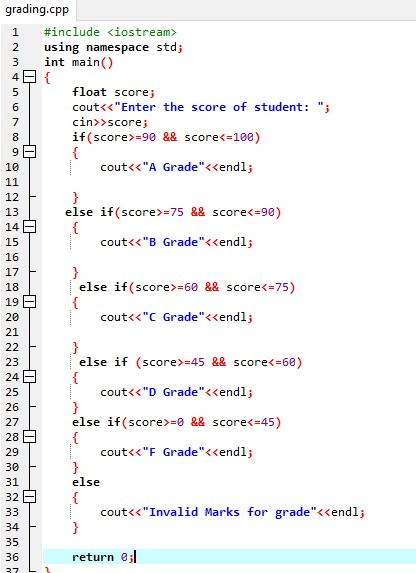 grading.cpp
1 #include <iostream>
2 using namespace std;
3 int main()
4 {
5 float score;
6 cout<<"Enter the score of student: ";
7 cin>>score;
8 if(score>=90 && score<=100)
9 {
10 cout<<"A Grade"<<endl;
11
12 }
13 else if(score>=75 && score<=90)
14 {
15 cout<<"B Grade"<<endl;
16
17 }
18 else if(score>=60 && score<=75)
19 {
20 cout<<"C Grade"<<endl;
21
22 }
23 else if (score>=45 && score<=60)
24 {
25 cout<<"D Grade"<<endl;
26 }
27 else if(score>=0 && score<=45)
28 {
29 cout<<"F Grade"<<endl;
30 }
31 else
32 {
33 cout<<"Invalid Marks for grade"<<endl;
34 }
35
36 return 0;
37 }